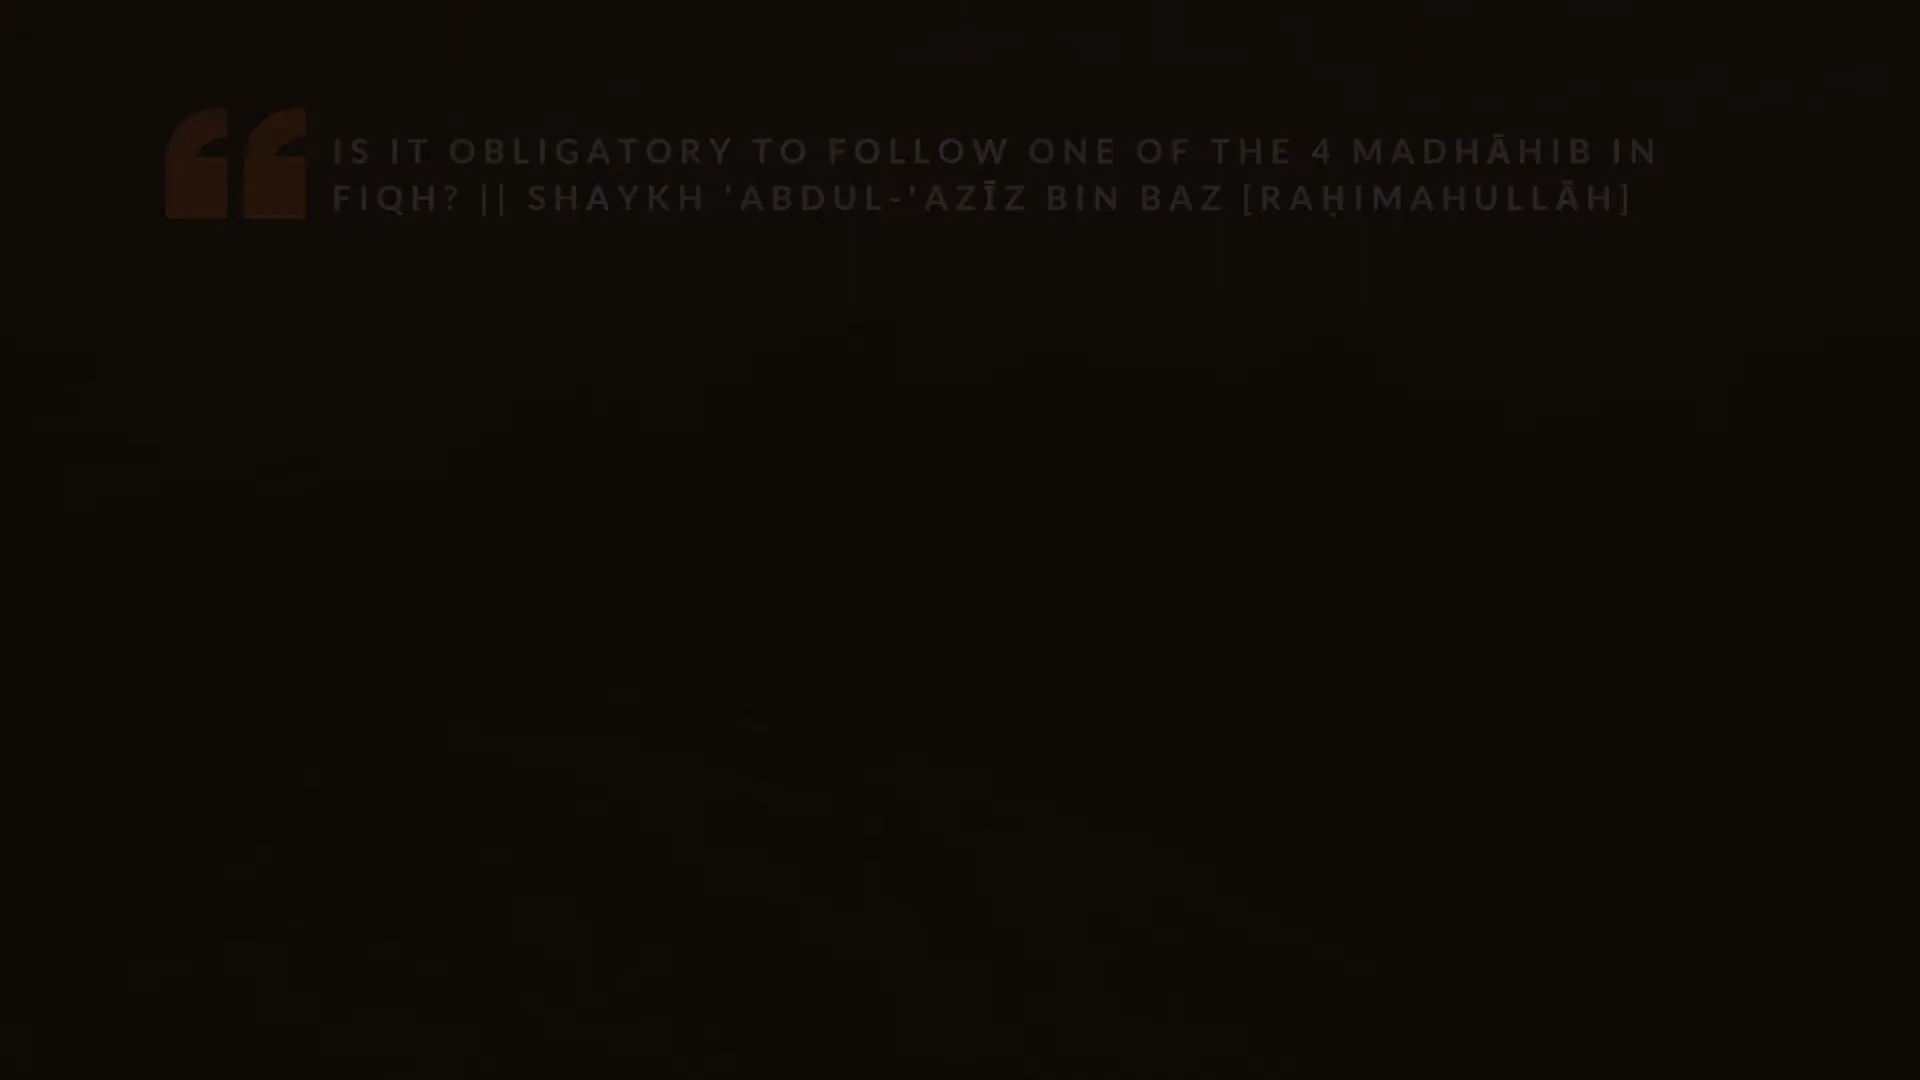 IS IT OBLIGATORY TO FOLLOW ONE OF THE 4 MADHĀHIB IN
FIQH? || SHAYKH 'ABDUL-'AZĪZ BIN BAZ [RAḤIMAHULLĀH]